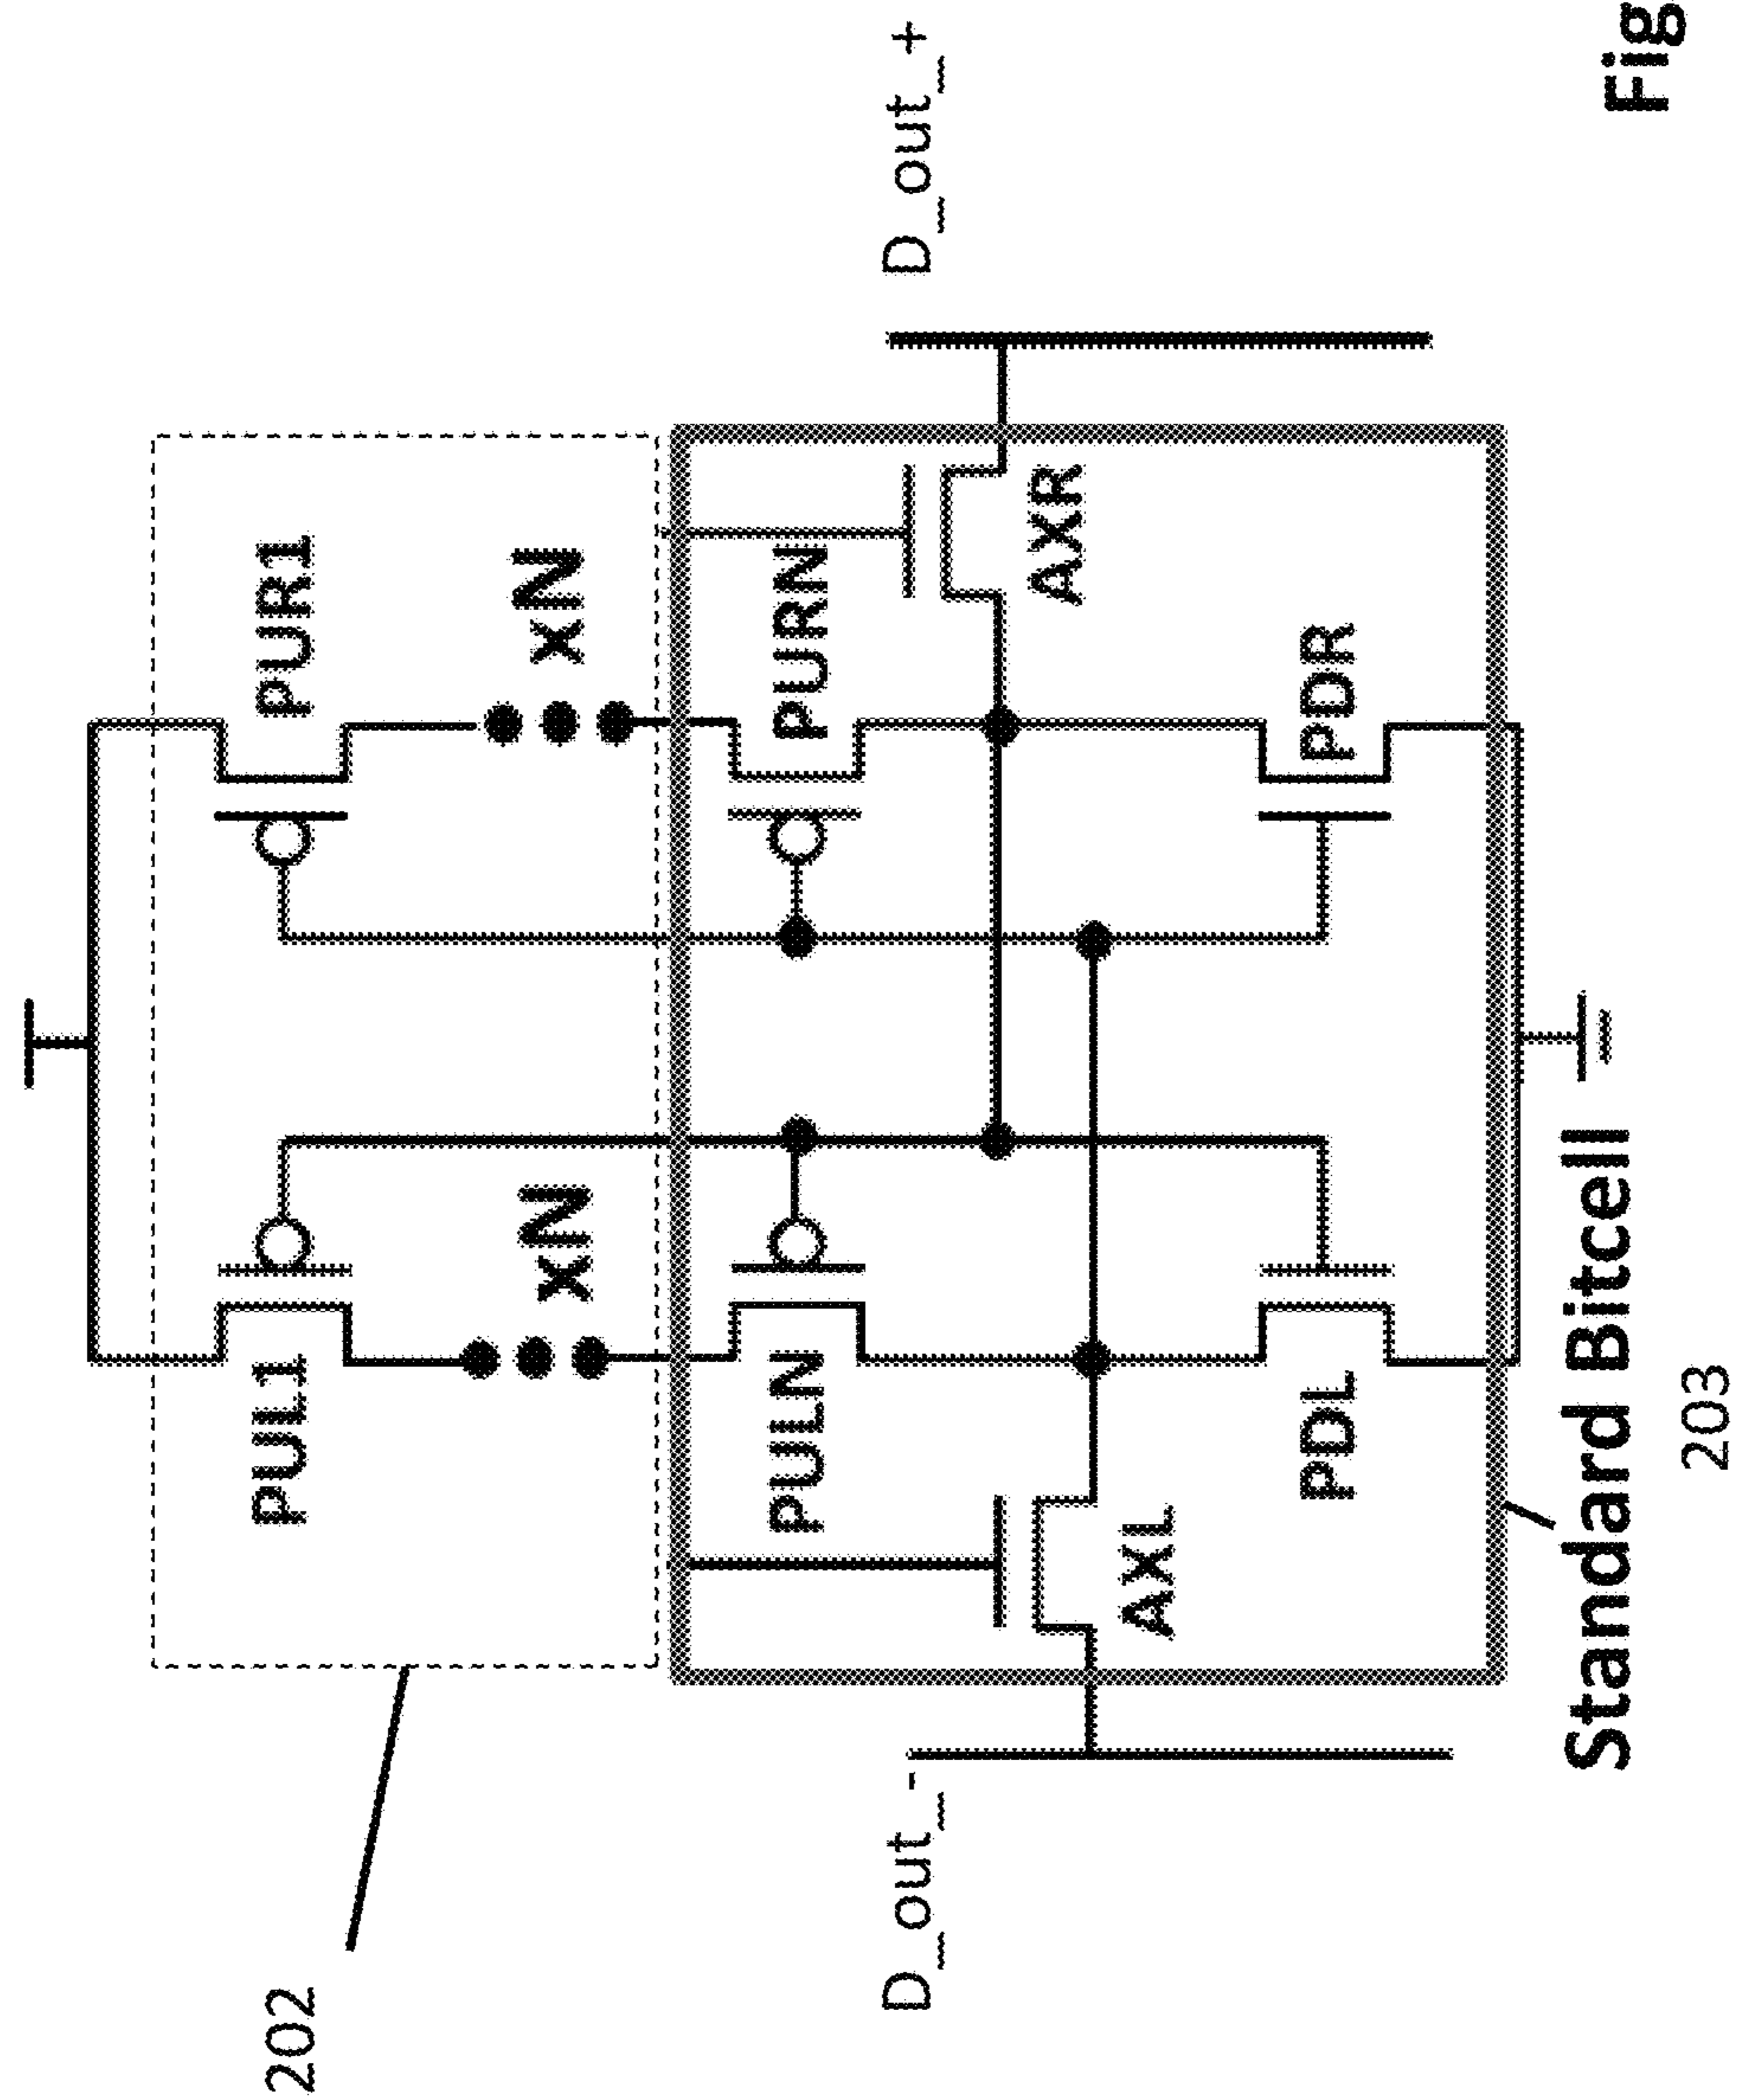 202
PUL1
PUR1
xN
xN
PULN
PURN
D_out_-
D_out_+
AXR
AXL
PDL
PDR
Standard Bitcell
203
Fig